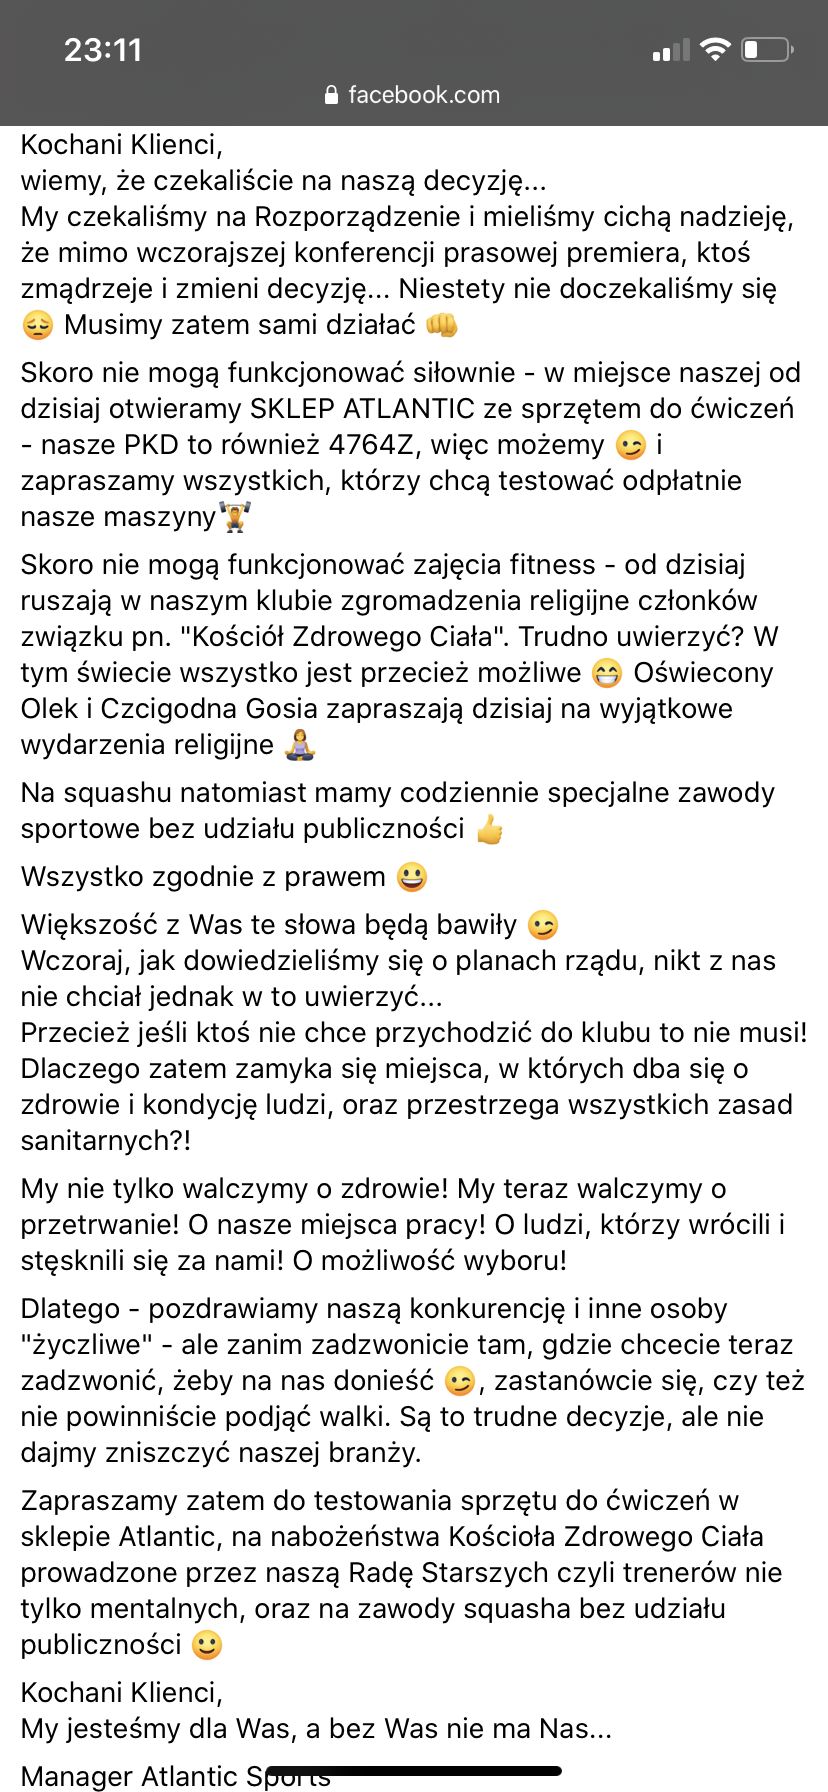 23:11
facebook.com
Kochani Klienci,
wiemy, że czekaliście na naszą decyzję...
My czekaliśmy na Rozporządzenie i mieliśmy cichą nadzieję,
że mimo wczorajszej konferencji prasowej premiera, ktoś
zmądrzeje i zmieni decyzję... Niestety nie doczekaliśmy się
😔 Musimy zatem sami działać 👊
Skoro nie mogą funkcjonować siłownie - w miejsce naszej od
dzisiaj otwieramy SKLEP ATLANTIC ze sprzętem do ćwiczeń
- nasze PKD to również 4764Z, więc możemy 😉 i
zapraszamy wszystkich, którzy chcą testować odpłatnie
nasze maszyny🏋️
Skoro nie mogą funkcjonować zajęcia fitness - od dzisiaj
ruszają w naszym klubie zgromadzenia religijne członków
związku pn. "Kościół Zdrowego Ciała". Trudno uwierzyć? W
tym świecie wszystko jest przecież możliwe 😁 Oświecony
Olek i Czcigodna Gosia zapraszają dzisiaj na wyjątkowe
wydarzenia religijne 🧘‍♀️
Na squashu natomiast mamy codziennie specjalne zawody
sportowe bez udziału publiczności 👍
Wszystko zgodnie z prawem 😃
Większość z Was te słowa będą bawiły 😉
Wczoraj, jak dowiedzieliśmy się o planach rządu, nikt z nas
nie chciał jednak w to uwierzyć...
Przecież jeśli ktoś nie chce przychodzić do klubu to nie musi!
Dlaczego zatem zamyka się miejsca, w których dba się o
zdrowie i kondycję ludzi, oraz przestrzega wszystkich zasad
sanitarnych?!
My nie tylko walczymy o zdrowie! My teraz walczymy o
przetrwanie! O nasze miejsca pracy! O ludzi, którzy wrócili i
stęsknili się za nami! O możliwość wyboru!
Dlatego - pozdrawiamy naszą konkurencję i inne osoby
"życzliwe" - ale zanim zadzwonicie tam, gdzie chcecie teraz
zadzwonić, żeby na nas donieść 😉, zastanówcie się, czy też
nie powinniście podjąć walki. Są to trudne decyzje, ale nie
dajmy zniszczyć naszej branży.
Zapraszamy zatem do testowania sprzętu do ćwiczeń w
sklepie Atlantic, na nabożeństwa Kościoła Zdrowego Ciała
prowadzone przez naszą Radę Starszych czyli trenerów nie
tylko mentalnych, oraz na zawody squasha bez udziału
publiczności 🙂
Kochani Klienci,
My jesteśmy dla Was, a bez Was nie ma Nas...
Manager Atlantic Sports